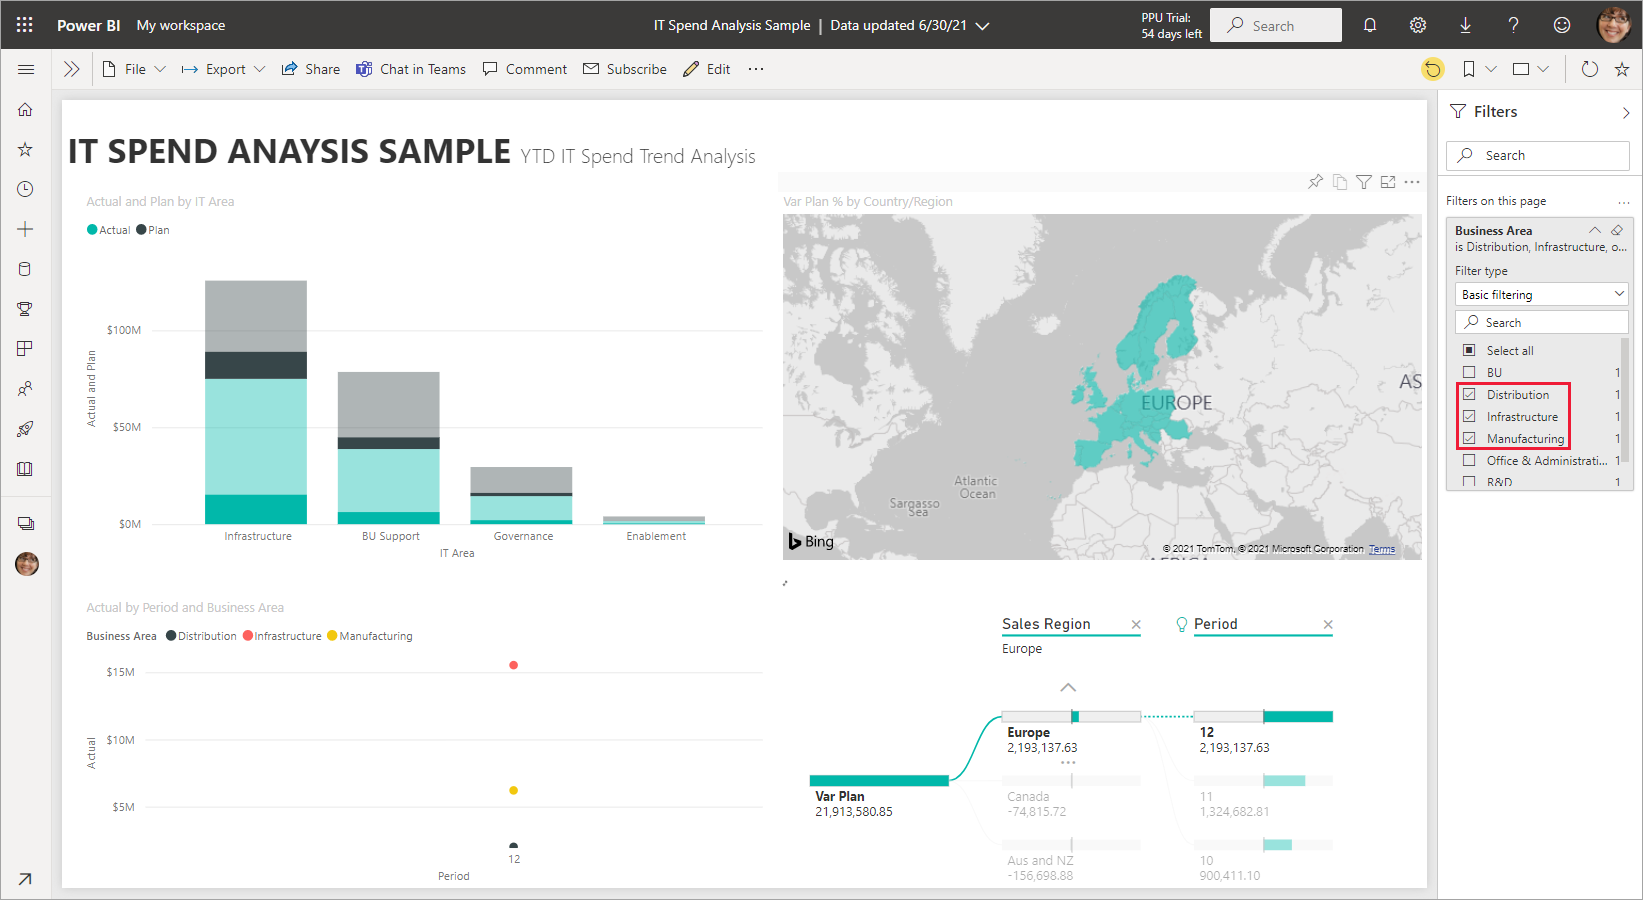 Power BI My workspace
IT Spend Analysis Sample | Data updated 6/30/21
PPU Trial:
54 days left
Search
File Export Share Chat in Teams Comment Subscribe Edit ...
IT SPEND ANAYSIS SAMPLE YTD IT Spend Trend Analysis
Actual and Plan by IT Area
Actual Plan
Actual and Plan
$100M
$50M
$0M
Infrastructure BU Support Governance Enablement
IT Area
Var Plan % by Country/Region
EUROPE
AS
Atlantic
Ocean
Sargasso
Sea
AFRICA
Bing
© 2021 TomTom, © 2021 Microsoft Corporation Terms
Actual by Period and Business Area
Business Area Distribution Infrastructure Manufacturing
Actual
$15M
$10M
$5M
12
Period
Sales Region
Europe
Period
Var Plan
21,913,580.85
Europe
2,193,137.63
Canada
-74,815.72
Aus and NZ
-156,698.88
12
2,193,137.63
11
1,324,682.81
10
900,411.10
Filters
Search
Filters on this page
Business Area
is Distribution, Infrastructure, o...
Filter type
Basic filtering
Search
Select all
BU 1
Distribution 1
Infrastructure 1
Manufacturing 1
Office & Administrati... 1
R&D 1